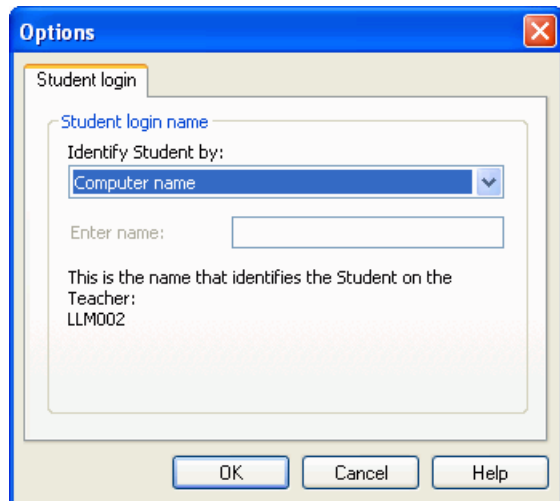 Options
Student login
Student login name
Identify Student by:
Computer name
Enter name:
This is the name that identifies the Student on the
Teacher:
LLM002
OK Cancel Help